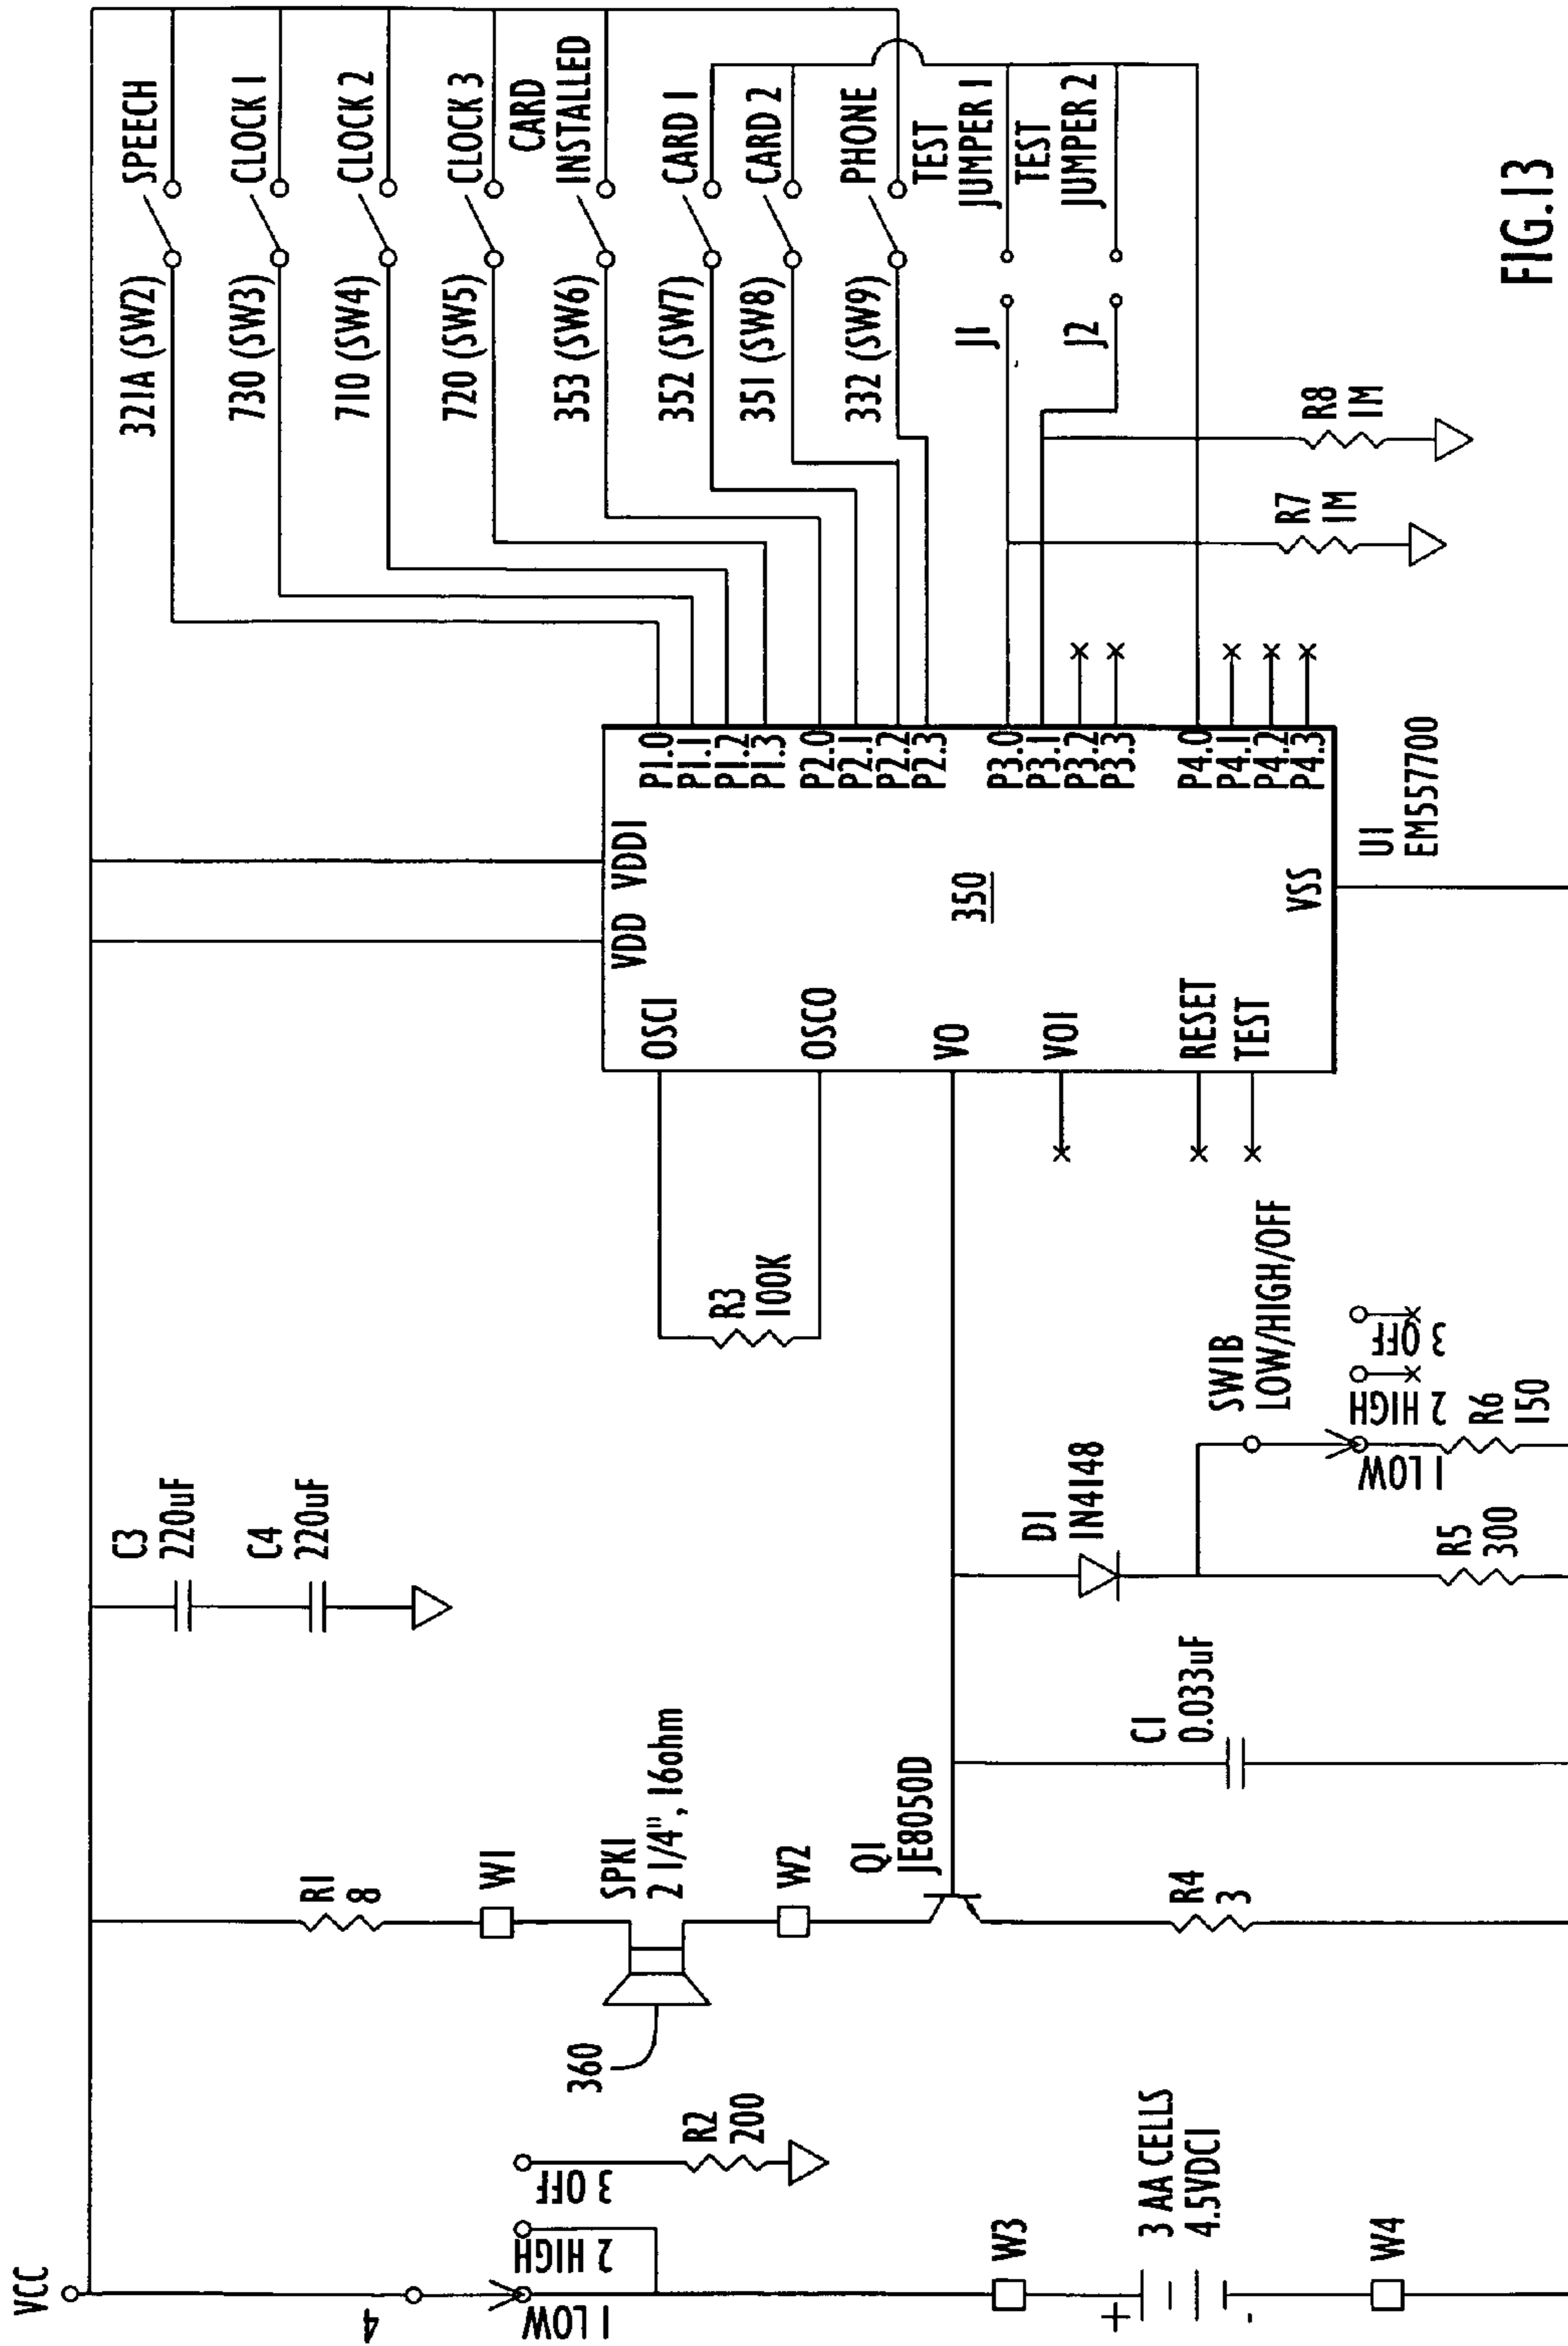 VCC
4
1 LOW
2 HIGH
3 OFF
R2
200
W3
+
3 AA CELLS
4.5VDC1
-
W4
R1
8
W1
SPK1
2 1/4", 16ohm
360
W2
Q1
JE8050D
R4
3
C3
220uF
C4
220uF
C1
0.033uF
D1
1N4148
R5
300
SW1B
LOW/HIGH/OFF
1 LOW
2 HIGH
3 OFF
R6
150
R3
100K
OSCI
OSCO
VO
VO1
RESET
TEST
VDD VDD1
350
VSS
P1.0
P1.1
P1.2
P1.3
P2.0
P2.1
P2.2
P2.3
P3.0
P3.1
P3.2
P3.3
P4.0
P4.1
P4.2
P4.3
U1
EM557700
321A (SW2) SPEECH
730 (SW3) CLOCK 1
710 (SW4) CLOCK 2
720 (SW5) CLOCK 3
CARD
353 (SW6) INSTALLED
352 (SW7) CARD 1
351 (SW8) CARD 2
332 (SW9) PHONE
TEST
J1 JUMPER 1
TEST
J2 JUMPER 2
R7
1M
R8
1M
FIG.13